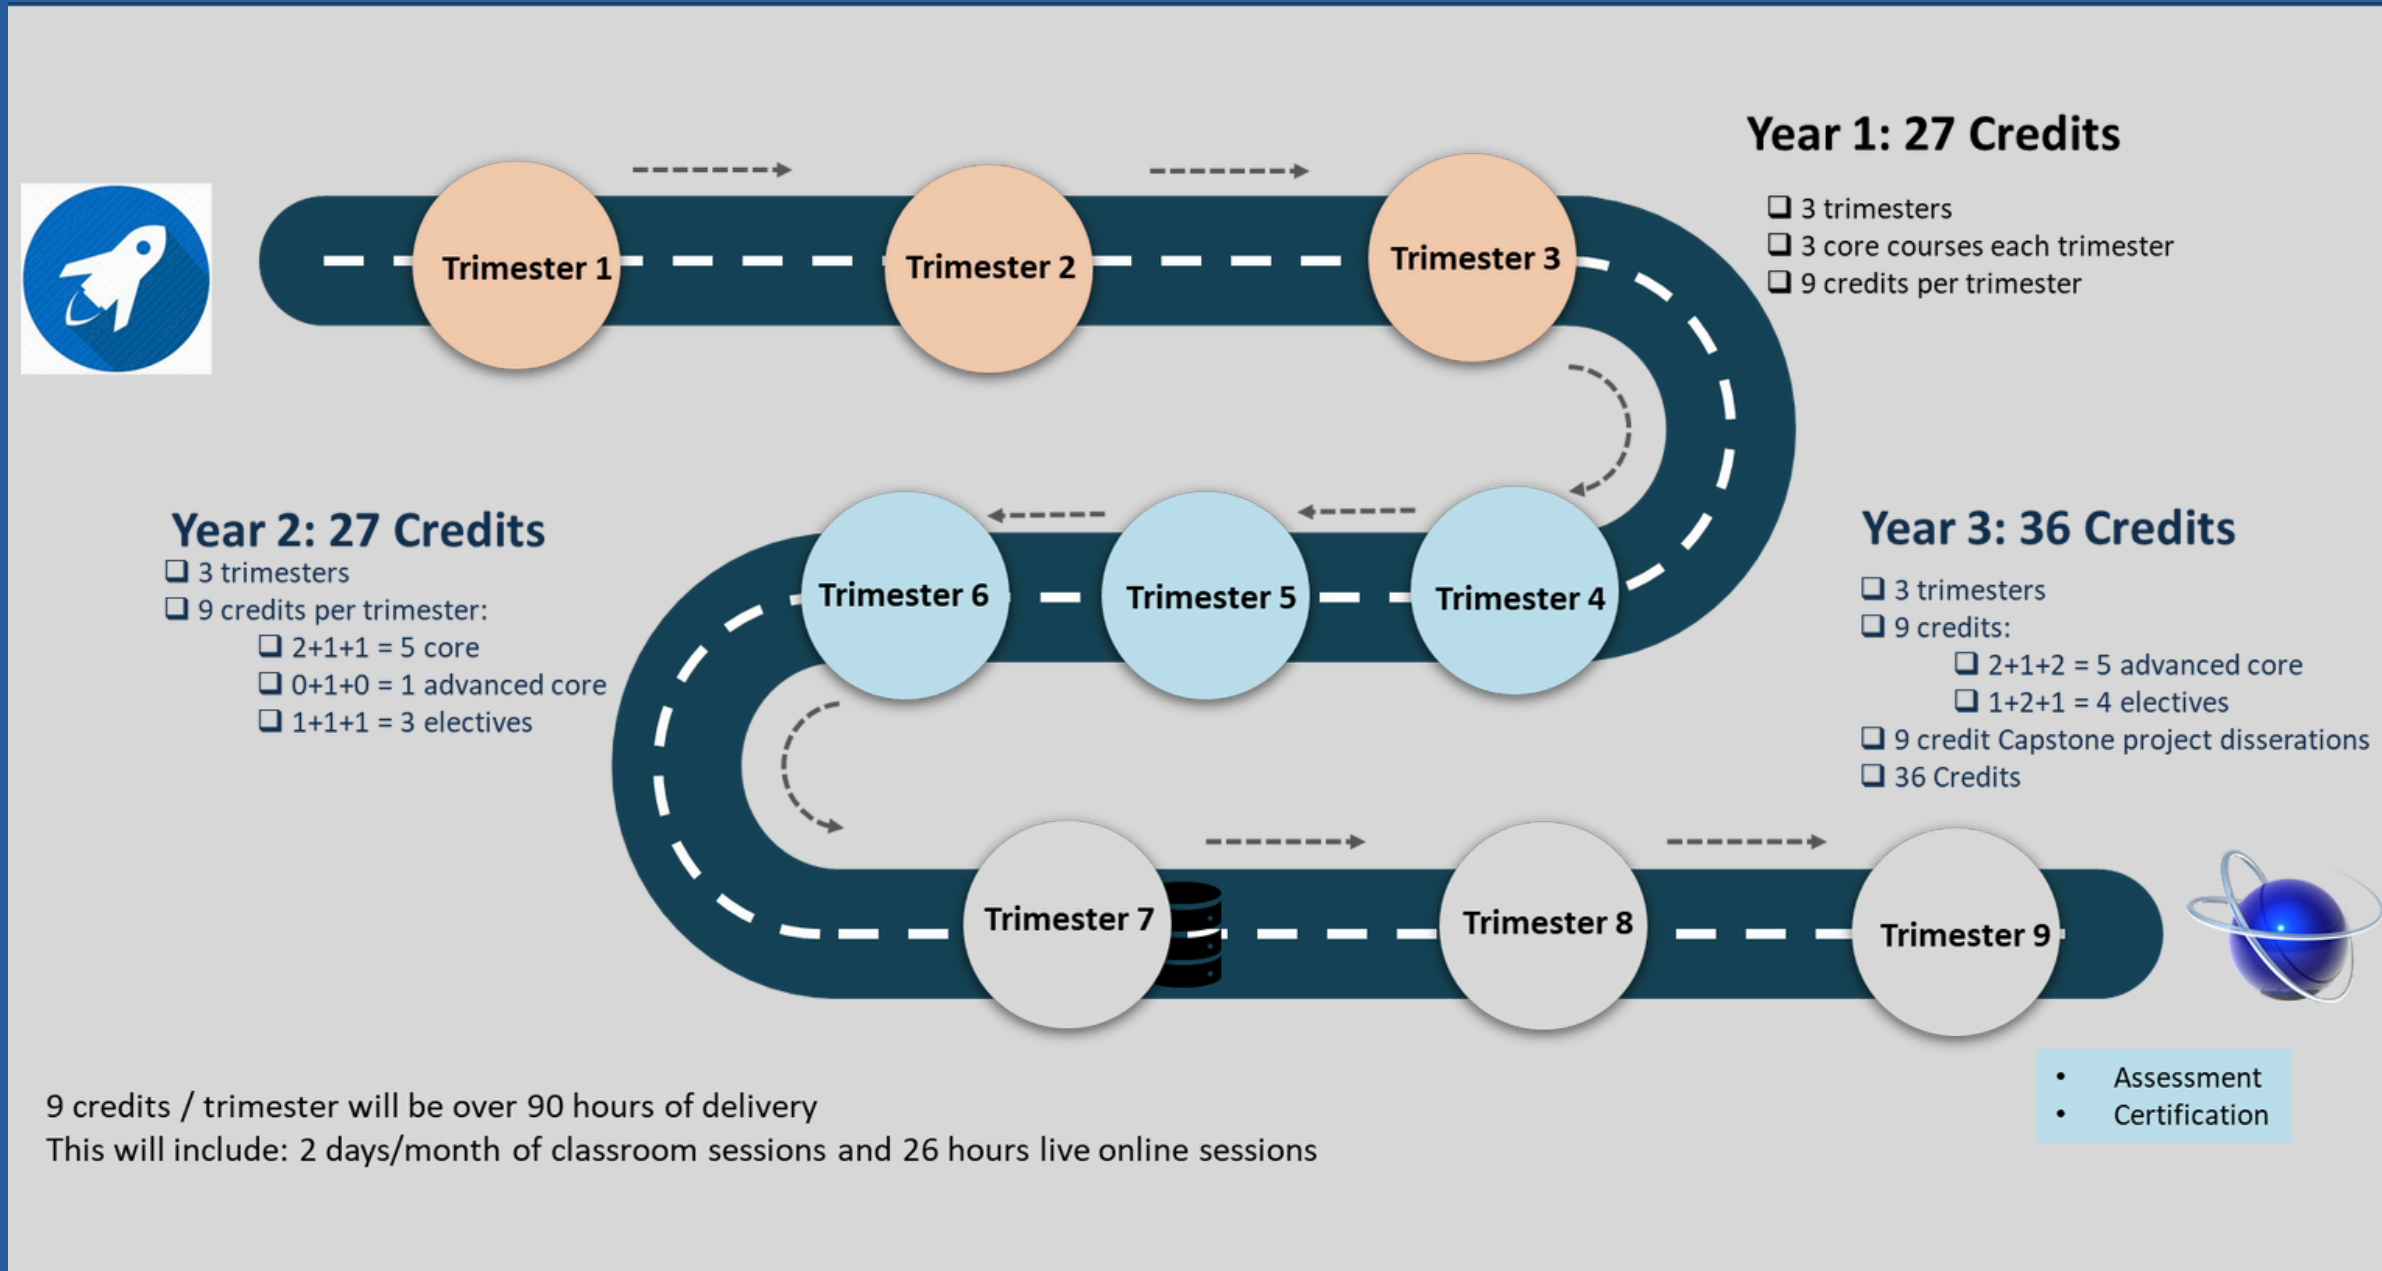 Year 1: 27 Credits
3 trimesters
3 core courses each trimester
9 credits per trimester
Trimester 1
Trimester 2
Trimester 3
Year 2: 27 Credits
3 trimesters
9 credits per trimester:
2+1+1 = 5 core
0+1+0 = 1 advanced core
1+1+1 = 3 electives
Trimester 6
Trimester 5
Trimester 4
Year 3: 36 Credits
3 trimesters
9 credits:
2+1+2 = 5 advanced core
1+2+1 = 4 electives
9 credit Capstone project disserations
36 Credits
Trimester 7
Trimester 8
Trimester 9
Assessment
Certification
9 credits / trimester will be over 90 hours of delivery
This will include: 2 days/month of classroom sessions and 26 hours live online sessions